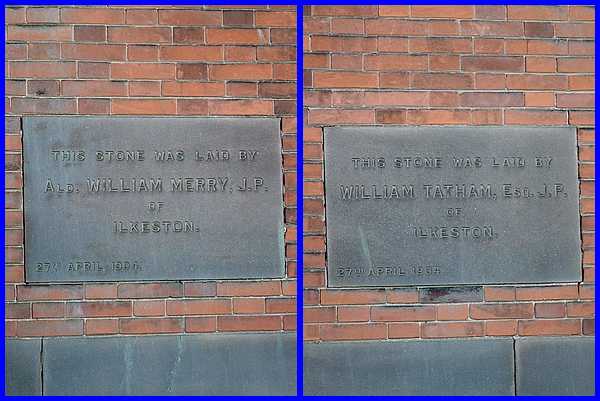 THIS STONE WAS LAID BY
ALD. WILLIAM MERRY, J.P.
OF
ILKESTON.
27TH APRIL, 1904.
THIS STONE WAS LAID BY
WILLIAM TATHAM, ESQ. J.P.
OF
ILKESTON.
27TH APRIL 1904